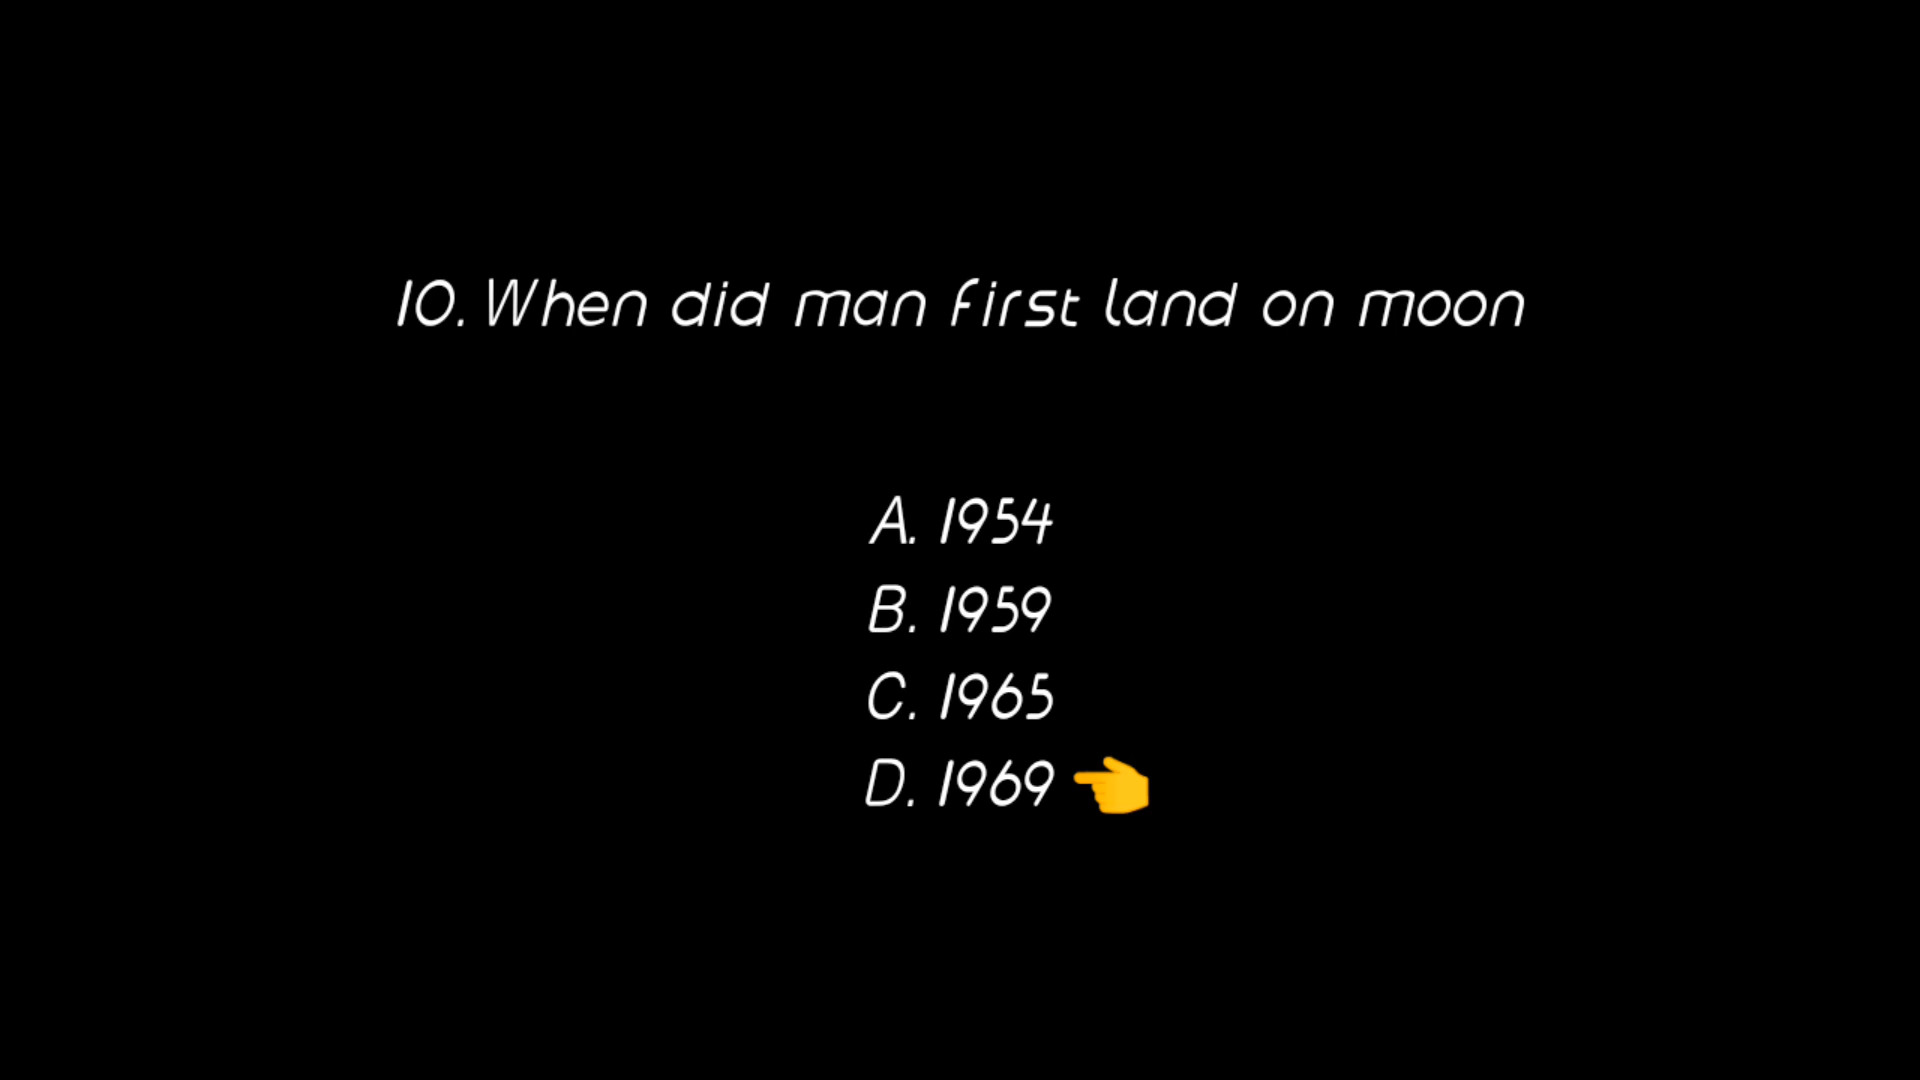 10. When did man first land on moon
A. 1954
B. 1959
C. 1965
D. 1969 👈